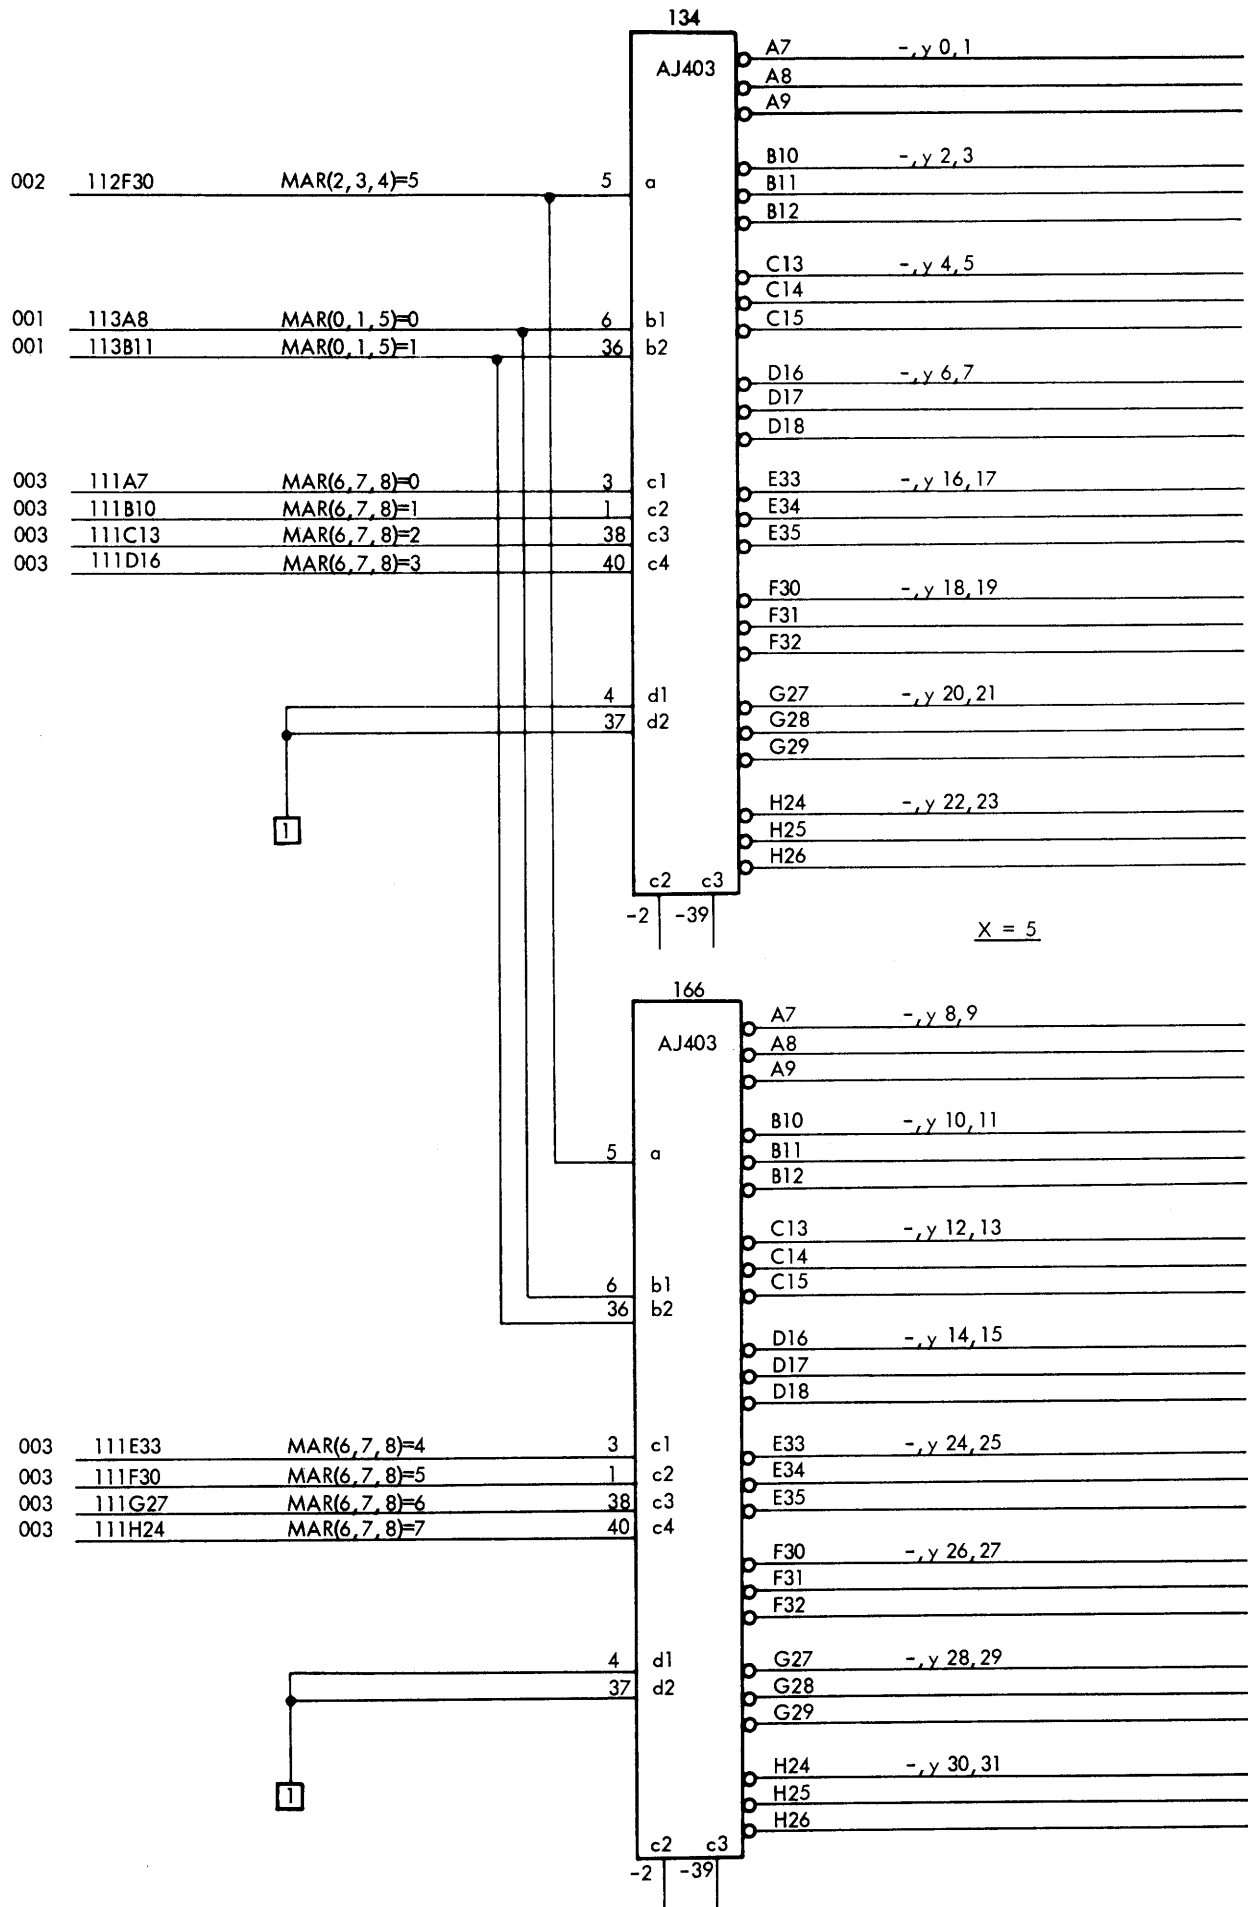 134
AJ403
A7 -, y 0, 1
A8
A9
B10 -, y 2, 3
002 112F30 MAR(2, 3, 4)=5 5 a
B11
B12
C13 -, y 4, 5
C14
001 113A8 MAR(0, 1, 5)=0 6 b1
C15
001 113B11 MAR(0, 1, 5)=1 36 b2
D16 -, y 6, 7
D17
D18
003 111A7 MAR(6, 7, 8)=0 3 c1
E33 -, y 16, 17
003 111B10 MAR(6, 7, 8)=1 1 c2
E34
003 111C13 MAR(6, 7, 8)=2 38 c3
E35
003 111D16 MAR(6, 7, 8)=3 40 c4
F30 -, y 18, 19
F31
F32
4 d1
G27 -, y 20, 21
37 d2
G28
G29
H24 -, y 22, 23
1
H25
H26
c2 c3
-2 -39
X = 5
166
AJ403
A7 -, y 8, 9
A8
A9
B10 -, y 10, 11
5 a
B11
B12
C13 -, y 12, 13
C14
6 b1
C15
36 b2
D16 -, y 14, 15
D17
D18
003 111E33 MAR(6, 7, 8)=4 3 c1
E33 -, y 24, 25
003 111F30 MAR(6, 7, 8)=5 1 c2
E34
003 111G27 MAR(6, 7, 8)=6 38 c3
E35
003 111H24 MAR(6, 7, 8)=7 40 c4
F30 -, y 26, 27
F31
F32
4 d1
G27 -, y 28, 29
37 d2
G28
G29
H24 -, y 30, 31
1
H25
H26
c2 c3
-2 -39